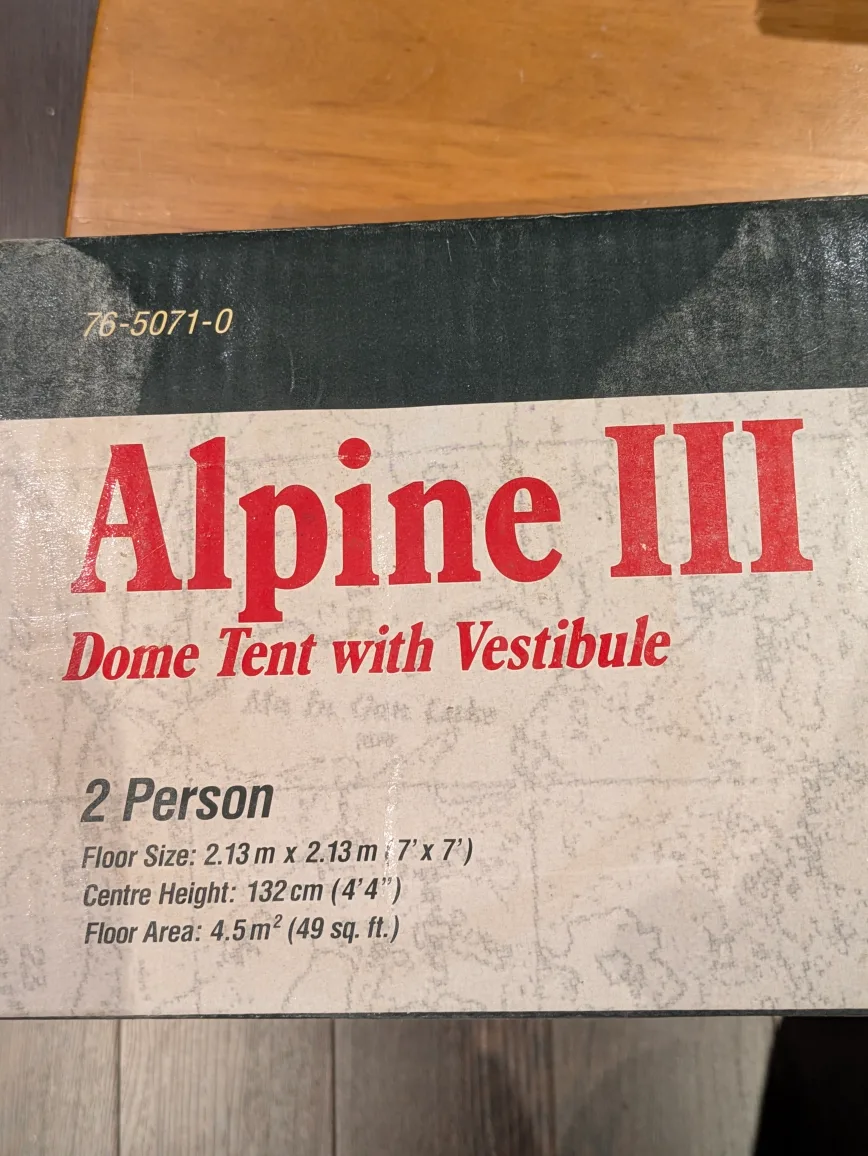 76-5071-0
Alpine III
Dome Tent with Vestibule
2 Person
Floor Size: 2.13 m x 2.13 m (7' x 7')
Centre Height: 132 cm (4'4")
Floor Area: 4.5 m² (49 sq. ft.)